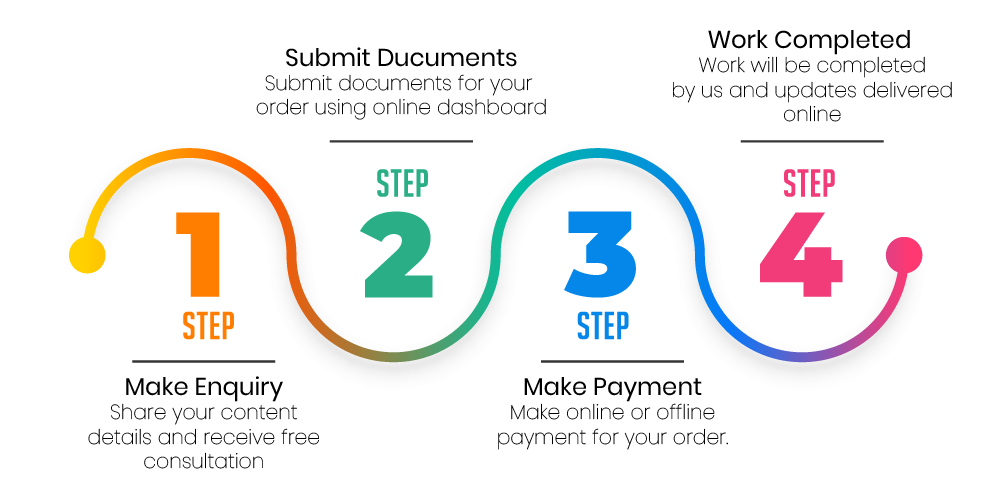 1
STEP
Make Enquiry
Share your content
details and receive free
consultation
Submit Ducuments
Submit documents for your
order using online dashboard
STEP
2
3
STEP
Make Payment
Make online or offline
payment for your order.
Work Completed
Work will be completed
by us and updates delivered
online
STEP
4